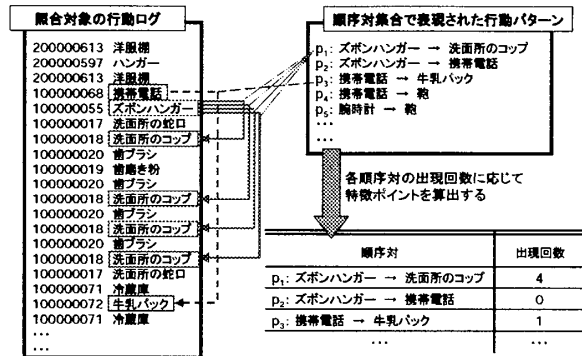 照合対象の行動ログ
200000613 洋服棚
200000597 ハンガー
200000613 洋服棚
100000068 携帯電話
100000055 ズボンハンガー
100000017 洗面所の蛇口
100000018 洗面所のコップ
100000020 歯ブラシ
100000019 歯磨き粉
100000020 歯ブラシ
100000018 洗面所のコップ
100000020 歯ブラシ
100000018 洗面所のコップ
100000020 歯ブラシ
100000018 洗面所のコップ
100000017 洗面所の蛇口
100000071 冷蔵庫
100000072 牛乳パック
100000071 冷蔵庫
...
...
順序対集合で表現された行動パターン
p1: ズボンハンガー → 洗面所のコップ
p2: ズボンハンガー → 携帯電話
p3: 携帯電話 → 牛乳パック
p4: 携帯電話 → 鞄
p5: 腕時計 → 鞄
...
...
各順序対の出現回数に応じて
特徴ポイントを算出する
順序対 出現回数
p1: ズボンハンガー → 洗面所のコップ 4
p2: ズボンハンガー → 携帯電話 0
p3: 携帯電話 → 牛乳パック 1
... ...